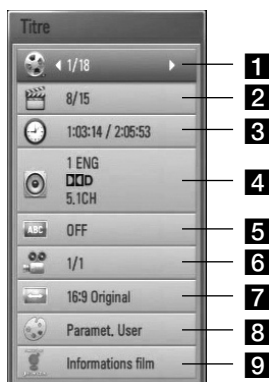 Titre
1/18 1
8/15 2
1:03:14 / 2:05:53 3
1 ENG
DD D
5.1CH 4
ABC OFF 5
1/1 6
16:9 Original 7
Paramet. User 8
Informations film 9